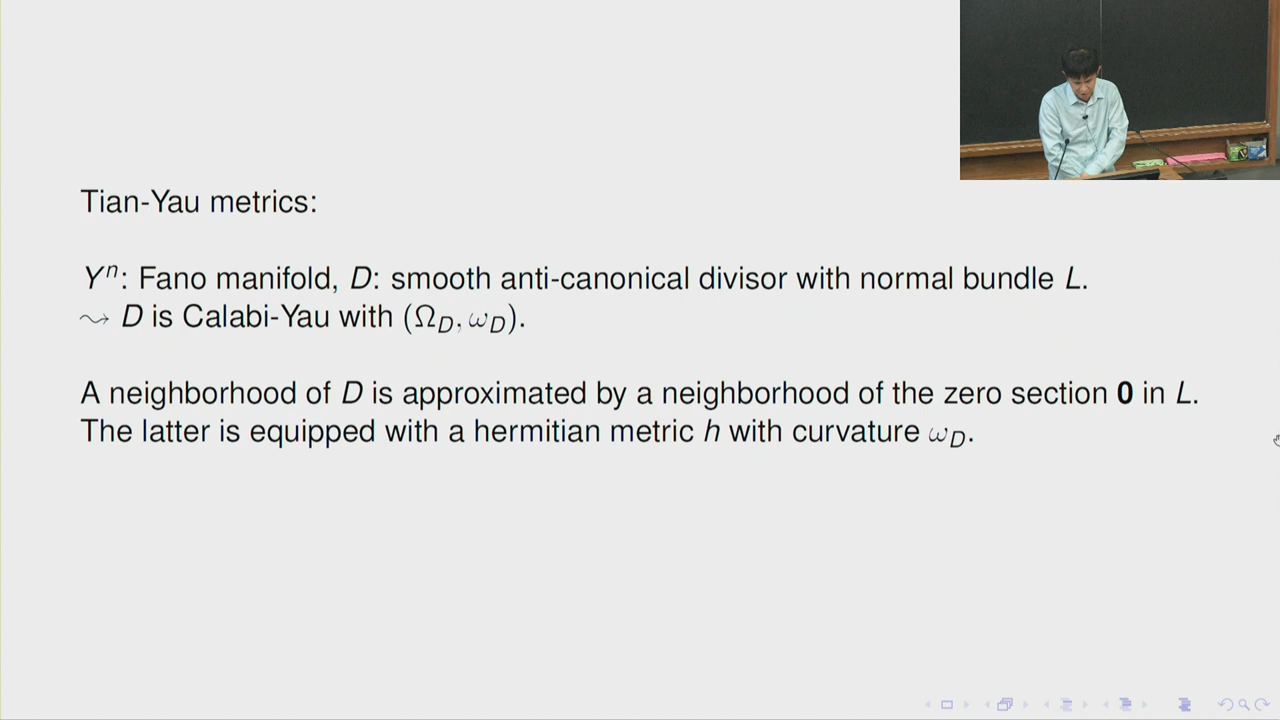 Tian-Yau metrics:
Yⁿ: Fano manifold, D: smooth anti-canonical divisor with normal bundle L.
⇝ D is Calabi-Yau with (Ω_D, ω_D).
A neighborhood of D is approximated by a neighborhood of the zero section 0 in L.
The latter is equipped with a hermitian metric h with curvature ω_D.